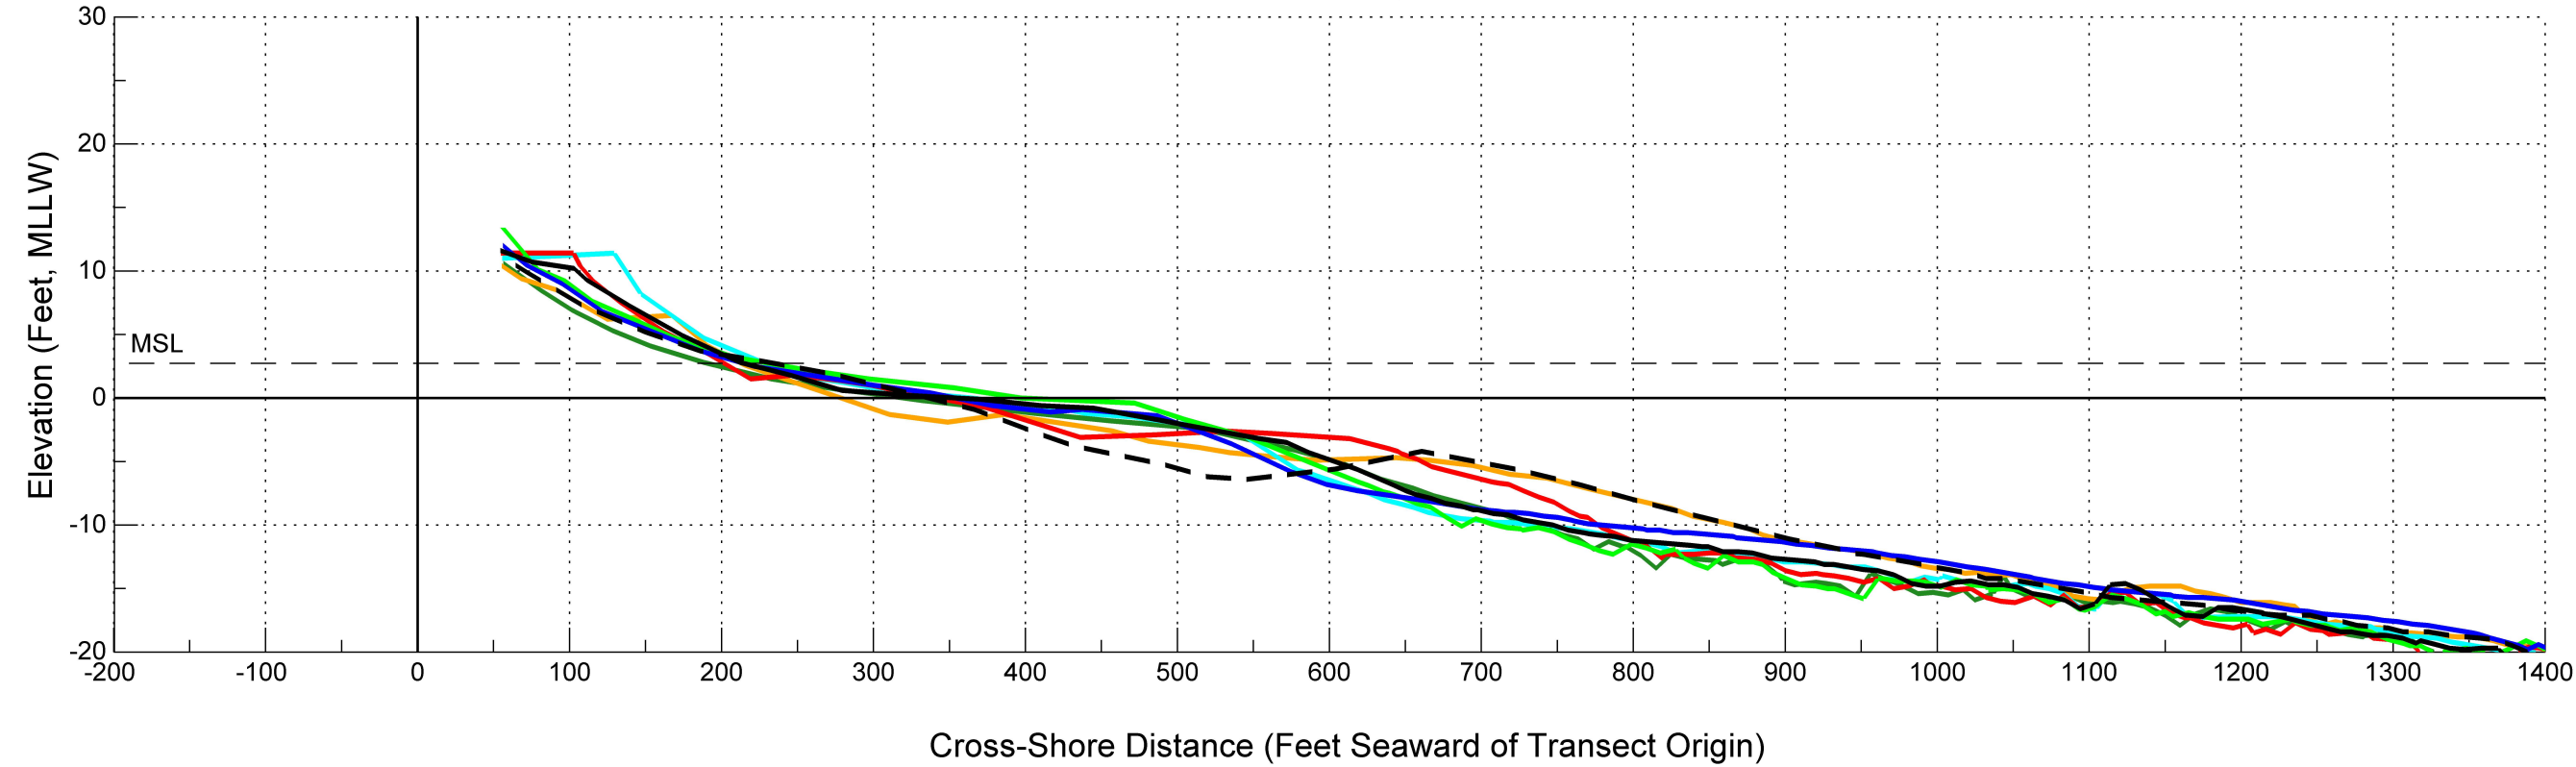 Elevation (Feet, MLLW)
30
20
10
0
-10
-20
MSL
-200 -100 0 100 200 300 400 500 600 700 800 900 1000 1100 1200 1300 1400
Cross-Shore Distance (Feet Seaward of Transect Origin)